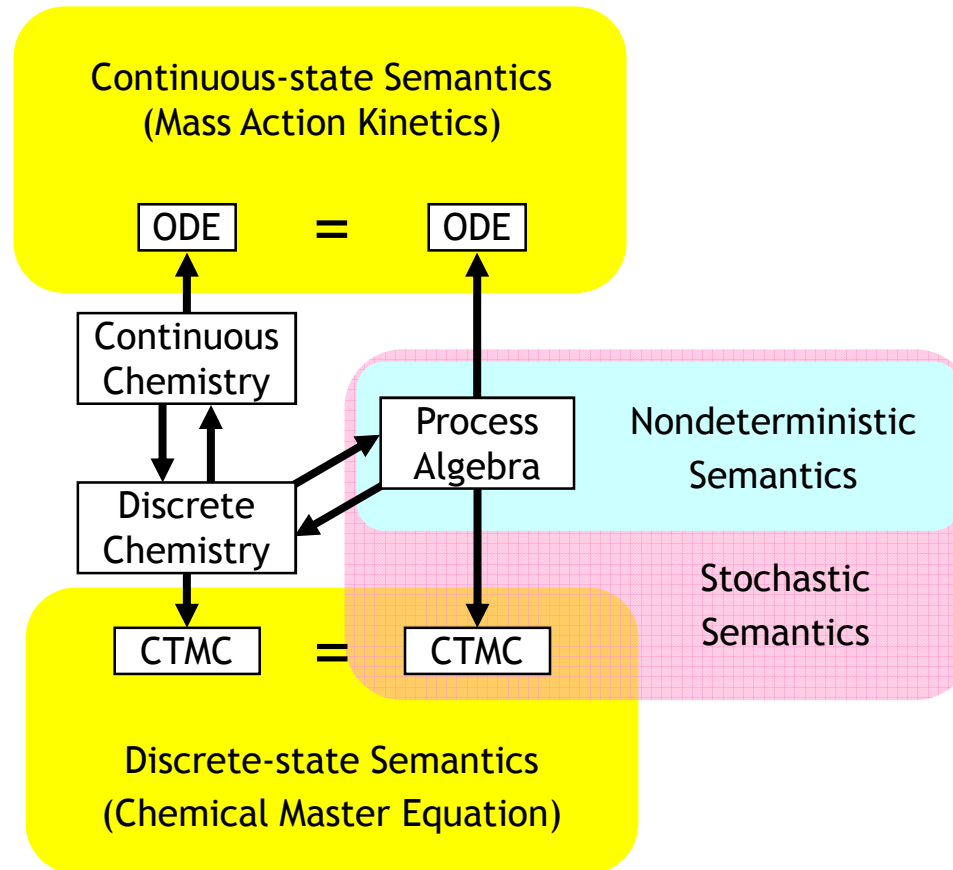 Continuous-state Semantics
(Mass Action Kinetics)
ODE = ODE
Continuous
Chemistry
Process
Algebra
Nondeterministic
Semantics
Discrete
Chemistry
Stochastic
Semantics
CTMC = CTMC
Discrete-state Semantics
(Chemical Master Equation)